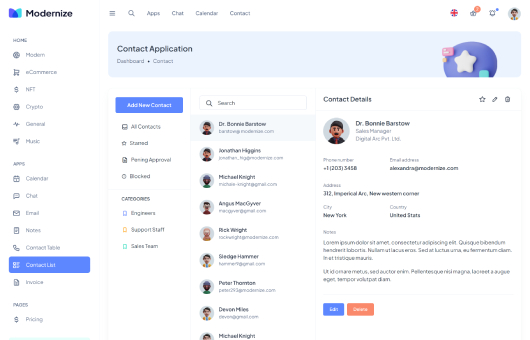 Modernize
Apps
Chat
Calendar
Contact
2
HOME
Modern
eCommerce
NFT
Crypto
General
Music
APPS
Calendar
Chat
Email
Notes
Contact Table
Contact List
Invoice
PAGES
Pricing
Contact Application
Dashboard • Contact
Add New Contact
All Contacts
Starred
Pening Approval
Blocked
CATEGORIES
Engineers
Support Staff
Sales Team
Search
Dr. Bonnie Barstow
barstow@modernize.com
Jonathan Higgins
jonathan_hig@modernize.com
Michael Knight
michale-knight@gmail.com
Angus MacGyver
macgyver@gmail.com
Rick Wright
rockwright@modernize.com
Sledge Hammer
hammer9@gmail.com
Peter Thornton
peter293@modernize.com
Devon Miles
devon@gmail.com
Michael Knight
Contact Details
Dr. Bonnie Barstow
Sales Manager
Digital Arc Pvt. Ltd.
Phone number
Email address
+1 (203) 3458
alexandra@modernize.com
Address
312, Imperical Arc, New western corner
City
Country
New York
United Stats
Notes
Lorem ipsum dolor sit amet, consectetur adipiscing elit. Quisque bibendum
hendrerit lobortis. Nullam ut lacus eros. Sed at luctus urna, eu fermentum diam.
In et tristique mauris.
Ut id ornare metus, sed auctor enim. Pellentesque nisi magna, laoreet a augue
eget, tempor volutpat diam.
Edit
Delete